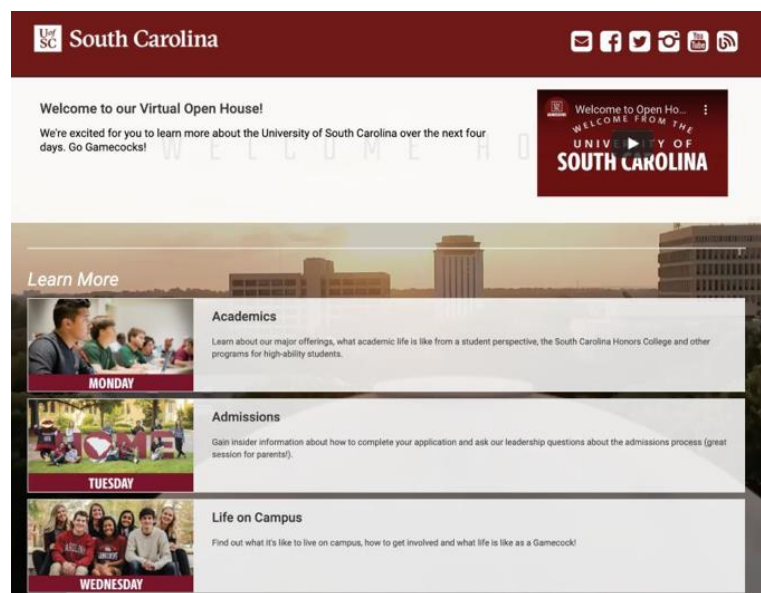 UofSC South Carolina
Welcome to our Virtual Open House!
We're excited for you to learn more about the University of South Carolina over the next four
days. Go Gamecocks!
WELCOME HO
Welcome to Open Ho...
WELCOME FROM THE
UNIVERSITY OF
SOUTH CAROLINA
Learn More
Academics
Learn about our major offerings, what academic life is like from a student perspective, the South Carolina Honors College and other
programs for high-ability students.
MONDAY
Admissions
Gain insider information about how to complete your application and ask our leadership questions about the admissions process (great
session for parents!).
HOME
TUESDAY
Life on Campus
Find out what it's like to live on campus, how to get involved and what life is like as a Gamecock!
WEDNESDAY